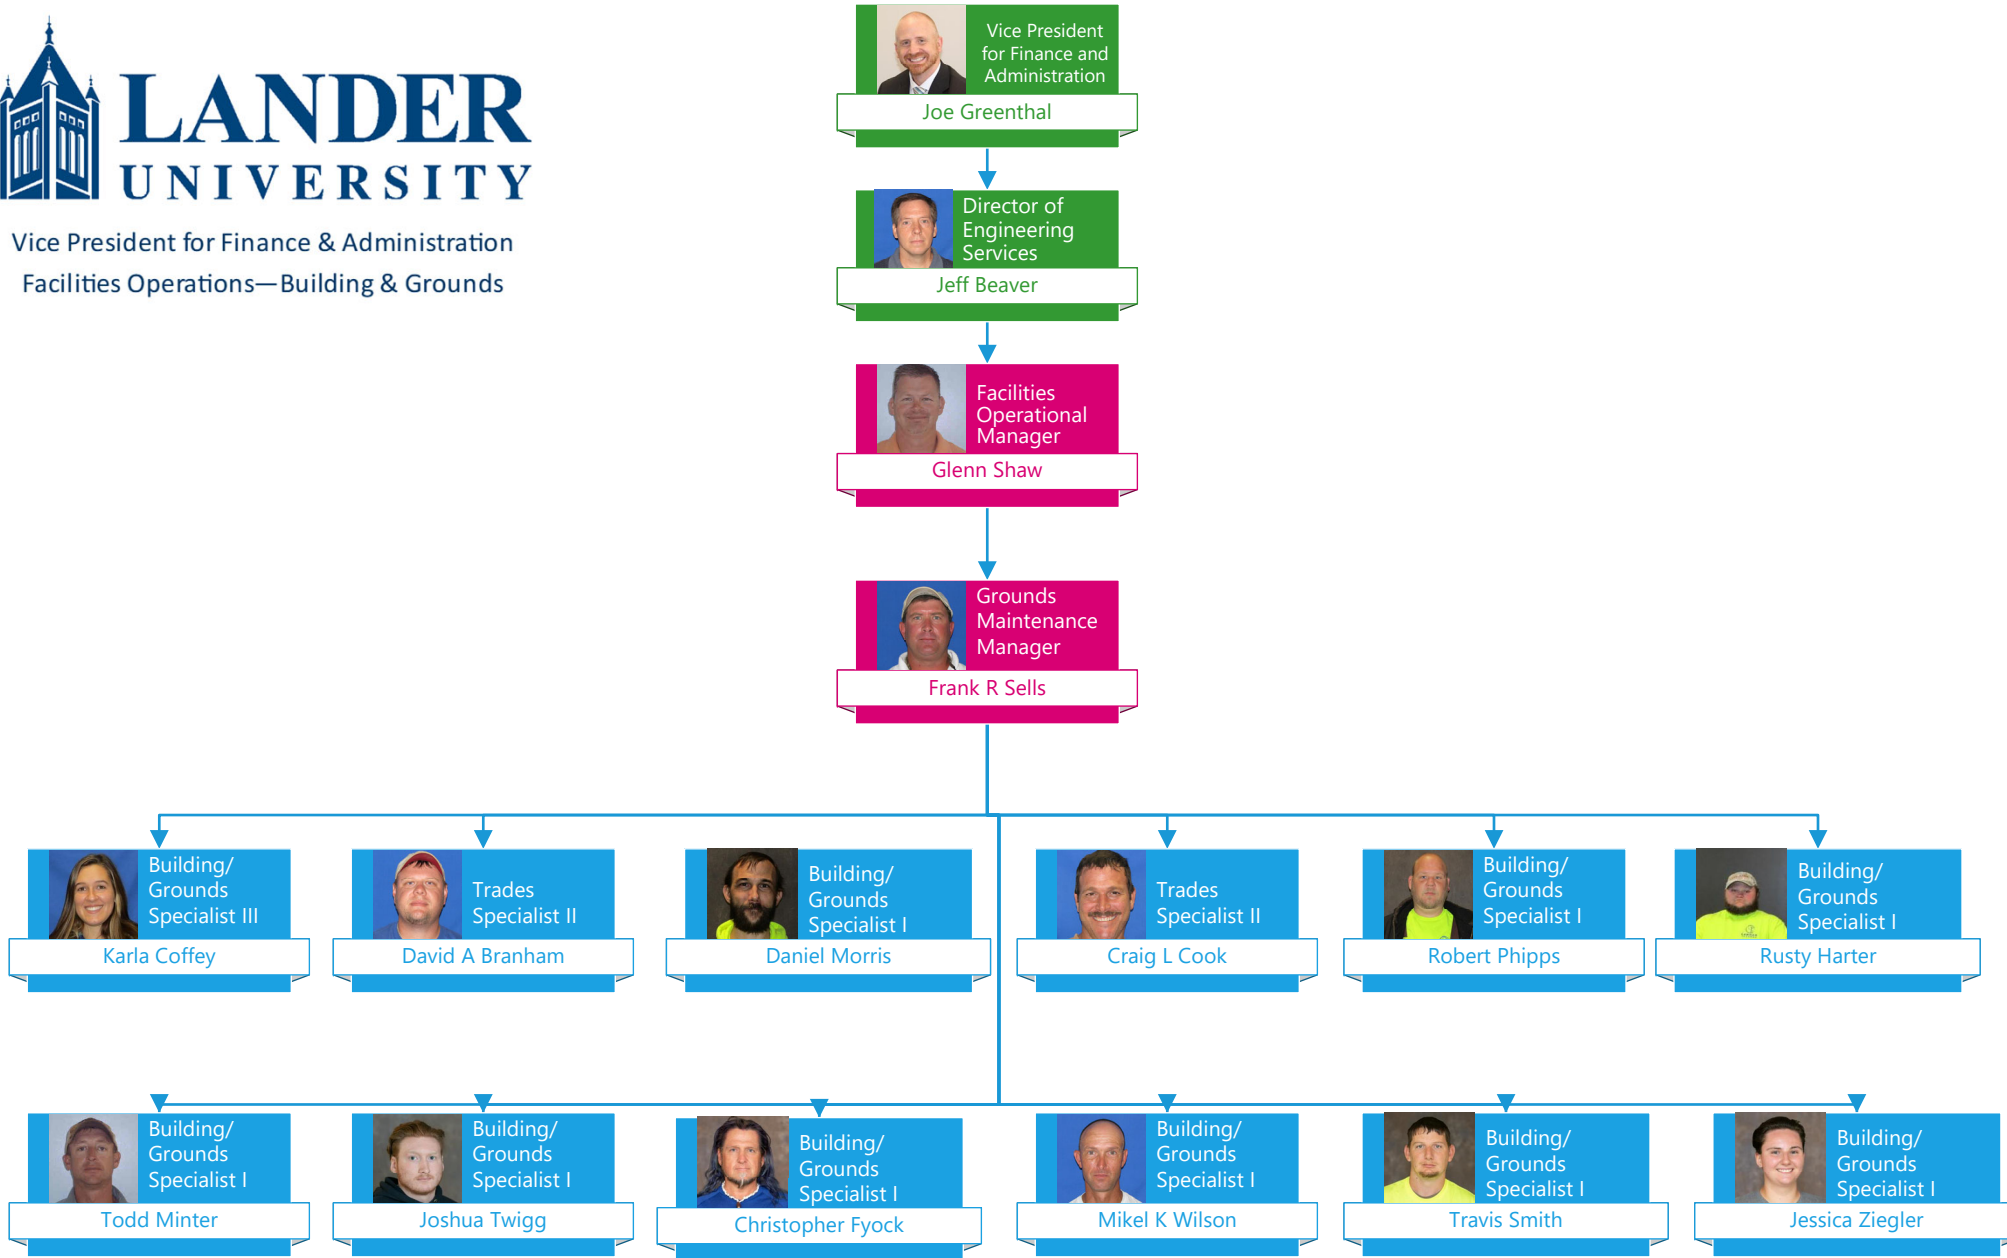 LANDER
UNIVERSITY
Vice President for Finance & Administration
Facilities Operations—Building & Grounds
Vice President
for Finance and
Administration
Joe Greenthal
Director of
Engineering
Services
Jeff Beaver
Facilities
Operational
Manager
Glenn Shaw
Grounds
Maintenance
Manager
Frank R Sells
Building/
Grounds
Specialist III
Karla Coffey
Trades
Specialist II
David A Branham
Building/
Grounds
Specialist I
Daniel Morris
Trades
Specialist II
Craig L Cook
Building/
Grounds
Specialist I
Robert Phipps
Building/
Grounds
Specialist I
Rusty Harter
Building/
Grounds
Specialist I
Todd Minter
Building/
Grounds
Specialist I
Joshua Twigg
Building/
Grounds
Specialist I
Christopher Fyock
Building/
Grounds
Specialist I
Mikel K Wilson
Building/
Grounds
Specialist I
Travis Smith
Building/
Grounds
Specialist I
Jessica Ziegler